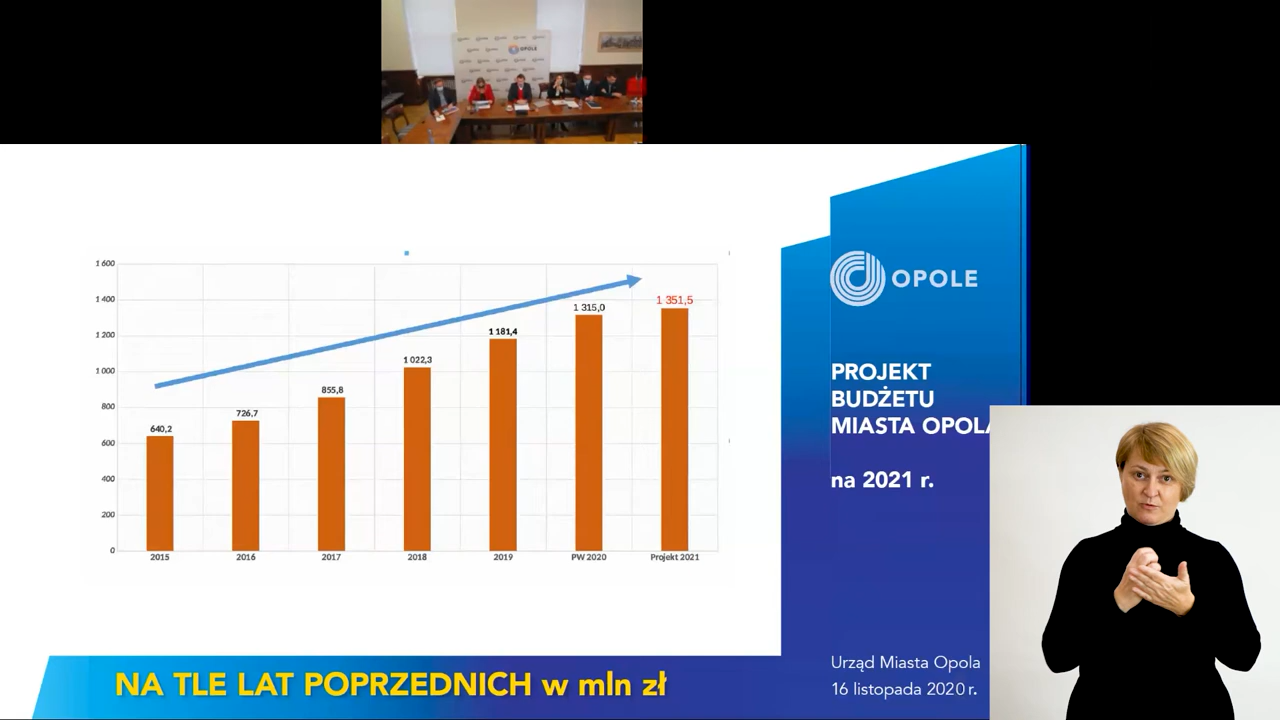 OPOLE
1 600
1 400
1 200
1 000
800
600
400
200
0
640,2
726,7
855,8
1 022,3
1 181,4
1 315,0
1 351,5
2015
2016
2017
2018
2019
PW 2020
Projekt 2021
OPOLE
PROJEKT
BUDŻETU
MIASTA OPOLA
na 2021 r.
Urząd Miasta Opola
16 listopada 2020 r.
NA TLE LAT POPRZEDNICH w mln zł